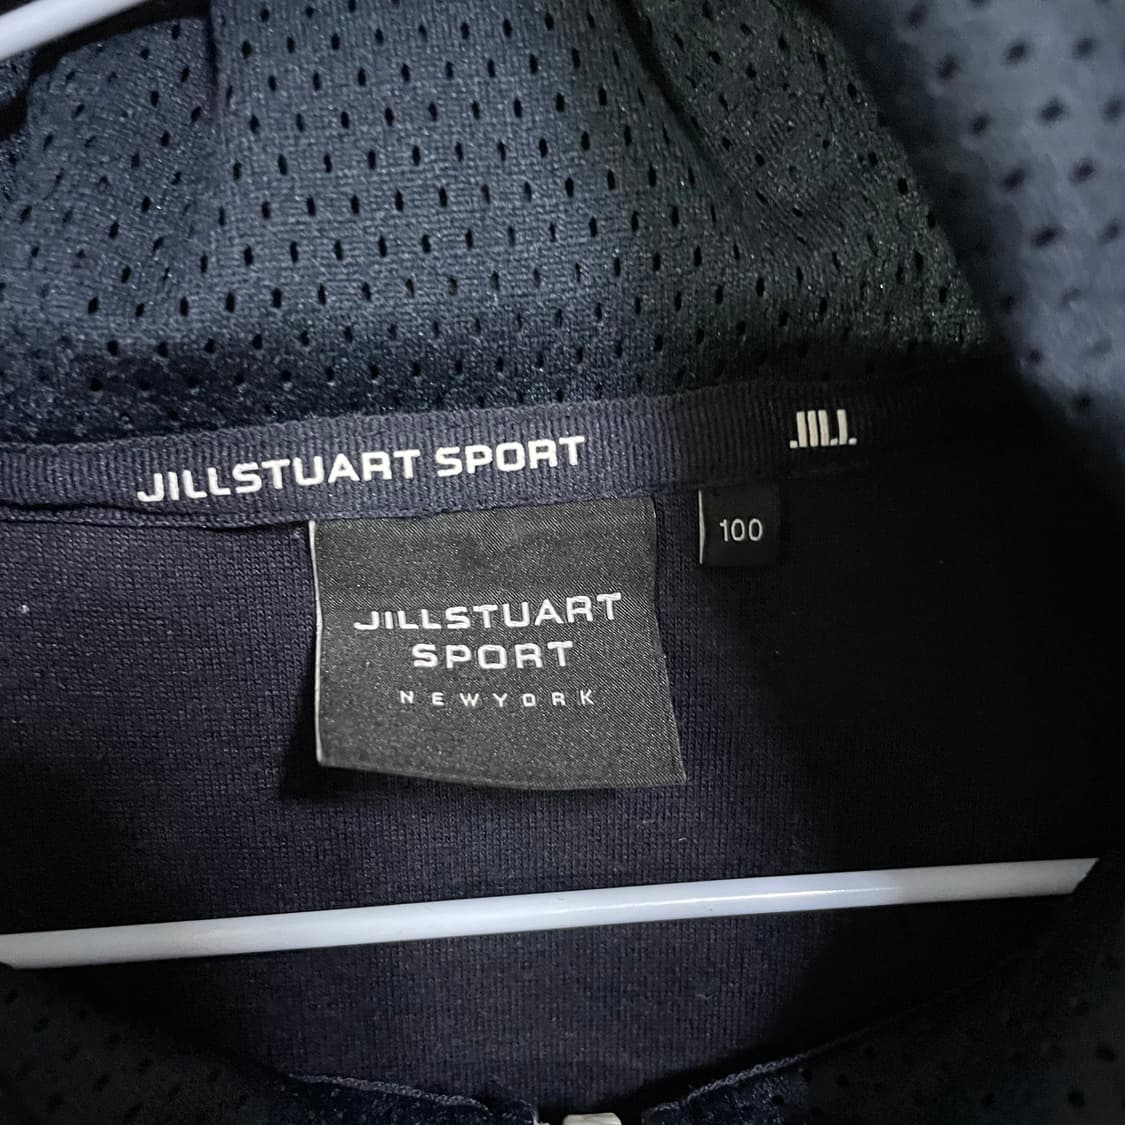 JILLSTUART SPORT
JILL
100
JILLSTUART
SPORT
NEWYORK